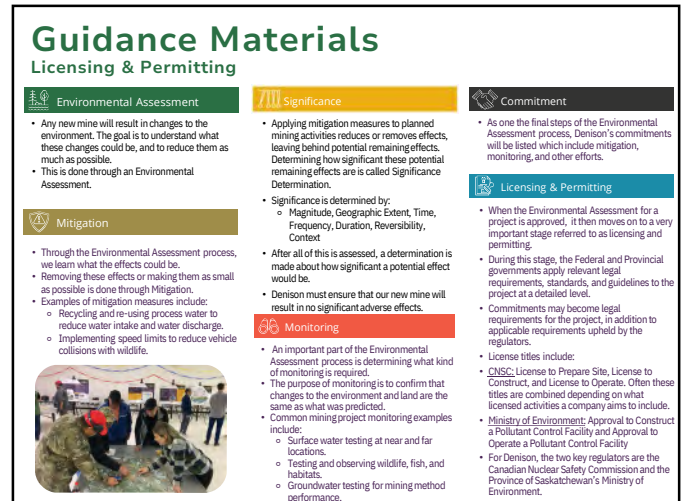 Guidance Materials
Licensing & Permitting
Environmental Assessment
• Any new mine will result in changes to the
environment. The goal is to understand what
these changes could be, and to reduce them as
much as possible.
• This is done through an Environmental
Assessment.
Mitigation
• Through the Environmental Assessment process,
we learn what the effects could be.
• Removing these effects or making them as small
as possible is done through Mitigation.
• Examples of mitigation measures include:
o Recycling and re-using process water to
reduce water intake and water discharge.
o Implementing speed limits to reduce vehicle
collisions with wildlife.
Significance
• Applying mitigation measures to planned
mining activities reduces or removes effects,
leaving behind potential remaining effects.
Determining how significant these potential
remaining effects are is called Significance
Determination.
• Significance is determined by:
o Magnitude, Geographic Extent, Time,
Frequency, Duration, Reversibility,
Context
• After all of this is assessed, a determination is
made about how significant a potential effect
would be.
• Denison must ensure that our new mine will
result in no significant adverse effects.
Monitoring
• An important part of the Environmental
Assessment process is determining what kind
of monitoring is required.
• The purpose of monitoring is to confirm that
changes to the environment and land are the
same as what was predicted.
• Common mining project monitoring examples
include:
o Surface water testing at near and far
locations.
o Testing and observing wildlife, fish, and
habitats.
o Groundwater testing for mining method
performance.
Commitment
• As one the final steps of the Environmental
Assessment process, Denison's commitments
will be listed which include mitigation,
monitoring, and other efforts.
Licensing & Permitting
• When the Environmental Assessment for a
project is approved, it then moves on to a very
important stage referred to as licensing and
permitting.
• During this stage, the Federal and Provincial
governments apply relevant legal
requirements, standards, and guidelines to the
project at a detailed level.
• Commitments may become legal
requirements for the project, in addition to
applicable requirements upheld by the
regulators.
• License titles include:
• CNSC: License to Prepare Site, License to
Construct, and License to Operate. Often these
titles are combined depending on what
licensed activities a company aims to include.
• Ministry of Environment: Approval to Construct
a Pollutant Control Facility and Approval to
Operate a Pollutant Control Facility
• For Denison, the two key regulators are the
Canadian Nuclear Safety Commission and the
Province of Saskatchewan's Ministry of
Environment.